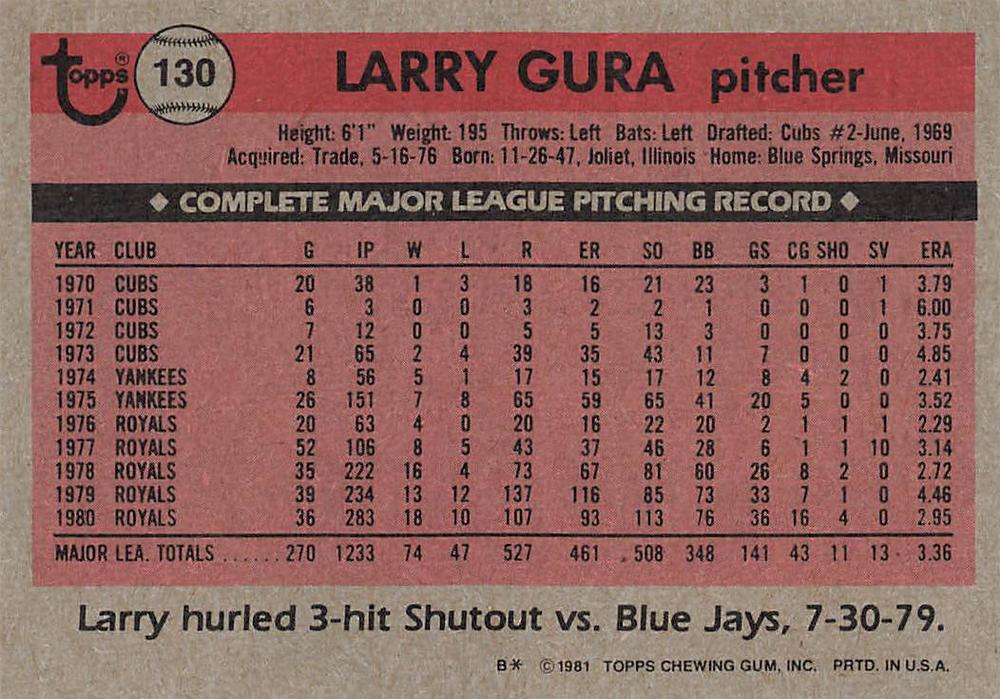 Topps® 130 LARRY GURA pitcher
Height: 6'1" Weight: 195 Throws: Left Bats: Left Drafted: Cubs #2-June, 1969
Acquired: Trade, 5-16-76 Born: 11-26-47, Joliet, Illinois Home: Blue Springs, Missouri
◆ COMPLETE MAJOR LEAGUE PITCHING RECORD ◆
YEAR CLUB G IP W L R ER SO BB GS CG SHO SV ERA
1970 CUBS 20 38 1 3 18 16 21 23 3 1 0 1 3.79
1971 CUBS 6 3 0 0 3 2 2 1 0 0 0 1 6.00
1972 CUBS 7 12 0 0 5 5 13 3 0 0 0 0 3.75
1973 CUBS 21 65 2 4 39 35 43 11 7 0 0 0 4.85
1974 YANKEES 8 56 5 1 17 15 17 12 8 4 2 0 2.41
1975 YANKEES 26 151 7 8 65 59 65 41 20 5 0 0 3.52
1976 ROYALS 20 63 4 0 20 16 22 20 2 1 1 1 2.29
1977 ROYALS 52 106 8 5 43 37 46 28 6 1 1 10 3.14
1978 ROYALS 35 222 16 4 73 67 81 60 26 8 2 0 2.72
1979 ROYALS 39 234 13 12 137 116 85 73 33 7 1 0 4.46
1980 ROYALS 36 283 18 10 107 93 113 76 36 16 4 0 2.95
MAJOR LEA. TOTALS ...... 270 1233 74 47 527 461 508 348 141 43 11 13 3.36
Larry hurled 3-hit Shutout vs. Blue Jays, 7-30-79.
B* ©1981 TOPPS CHEWING GUM, INC. PRTD. IN U.S.A.